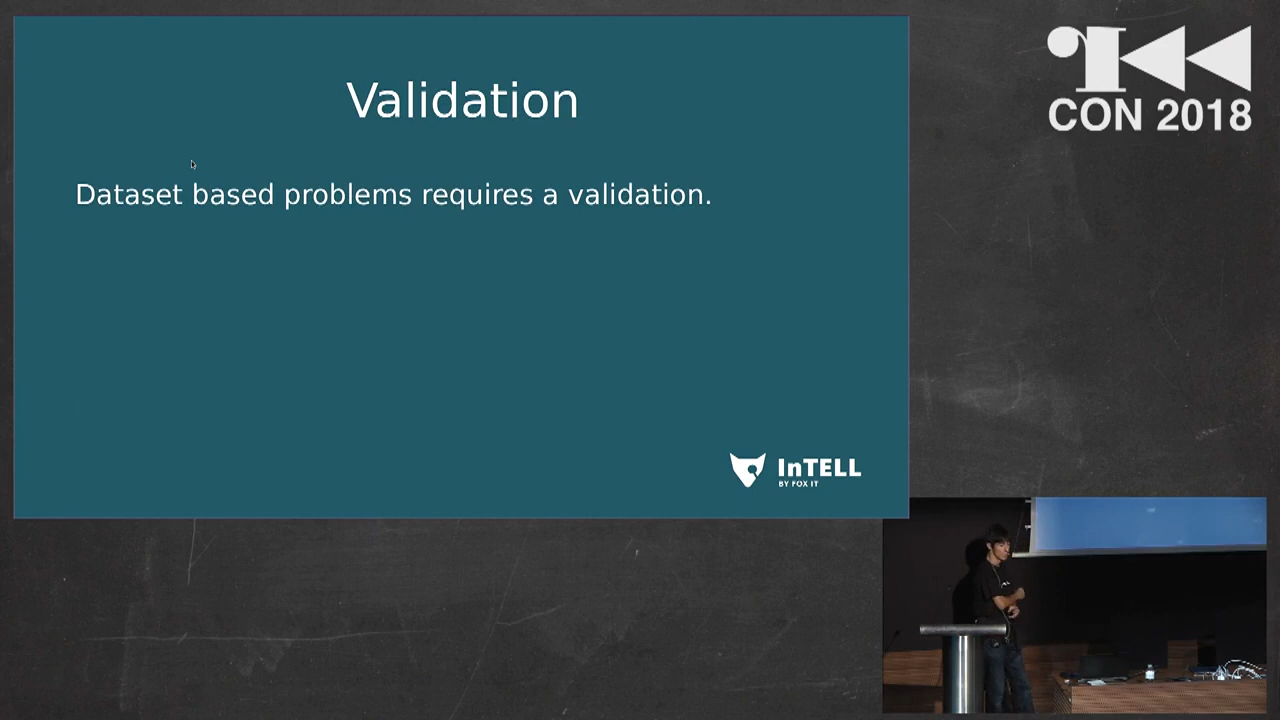 Validation
Dataset based problems requires a validation.
InTELL
BY FOX IT
CON 2018